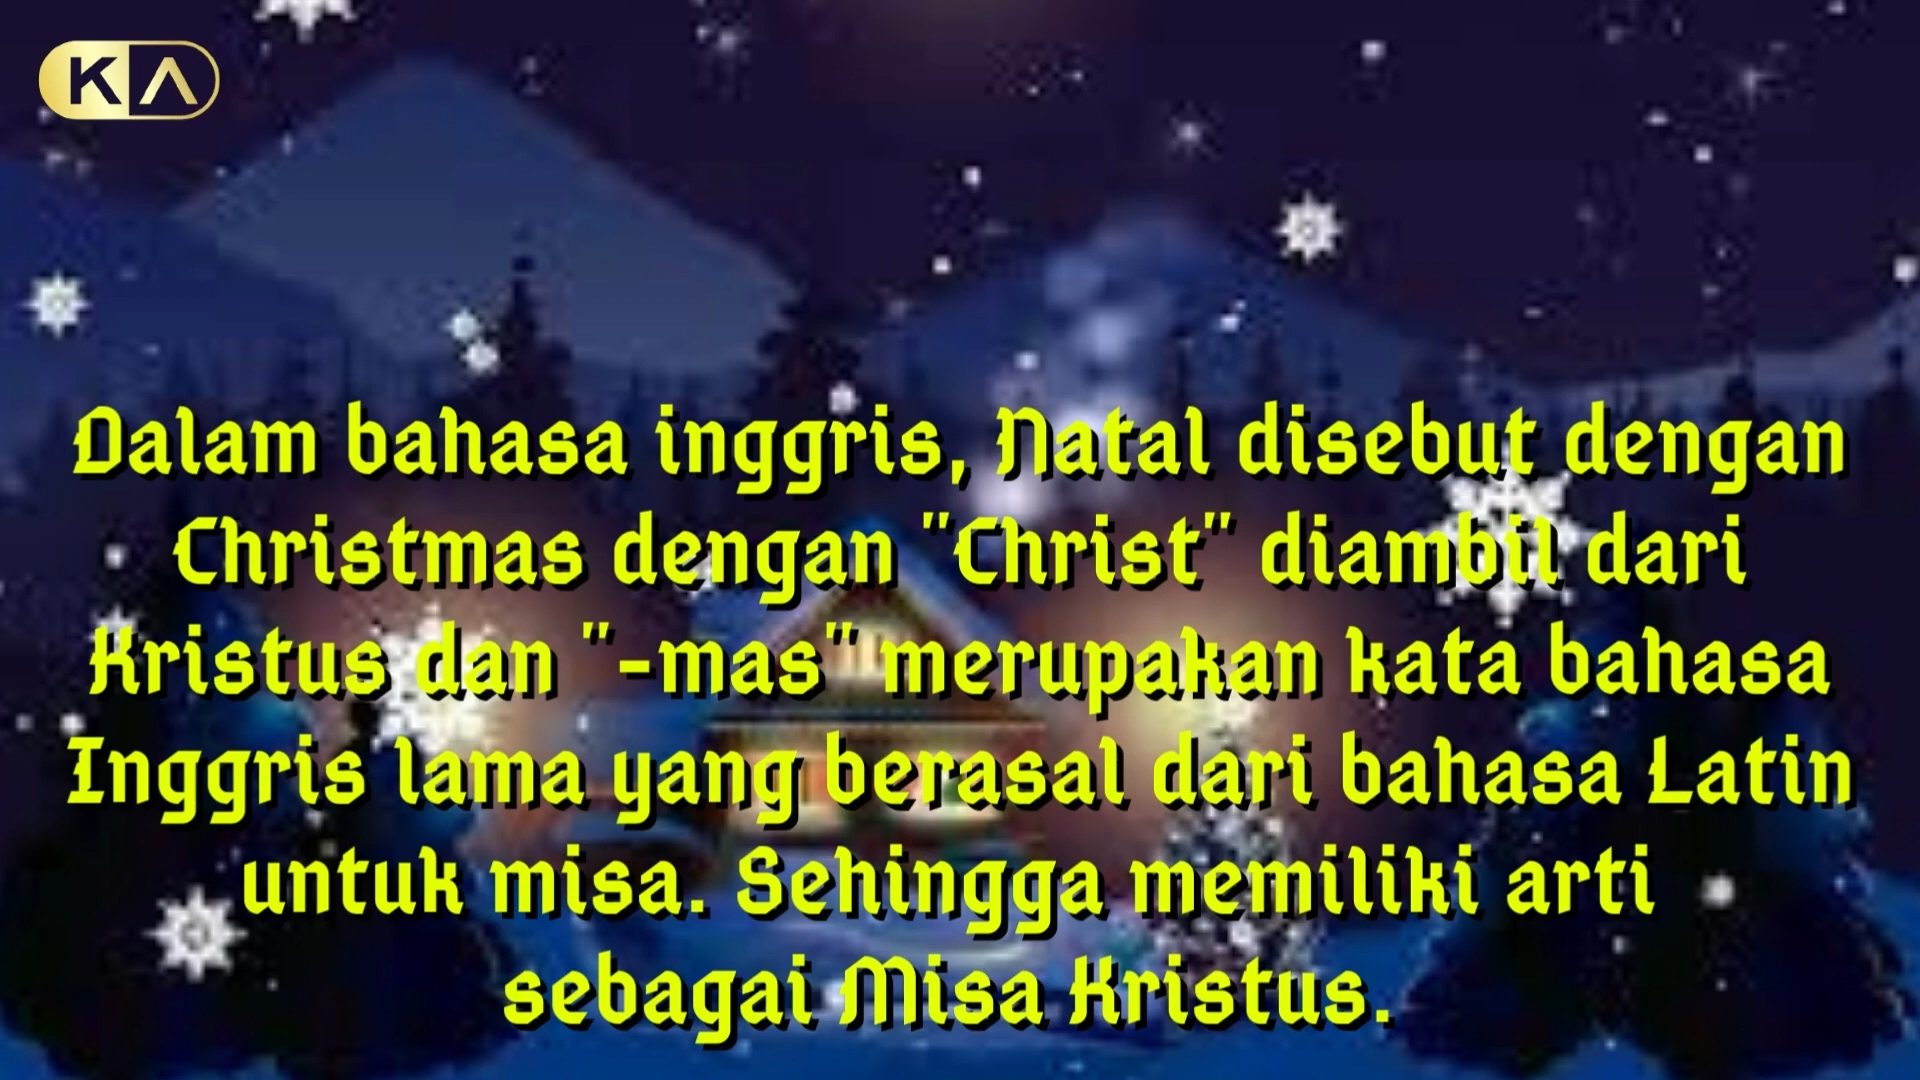 KA
Dalam bahasa inggris, Natal disebut dengan
Christmas dengan "Christ" diambil dari
Kristus dan "-mas" merupakan kata bahasa
Inggris lama yang berasal dari bahasa Latin
untuk misa. Sehingga memiliki arti
sebagai Misa Kristus.